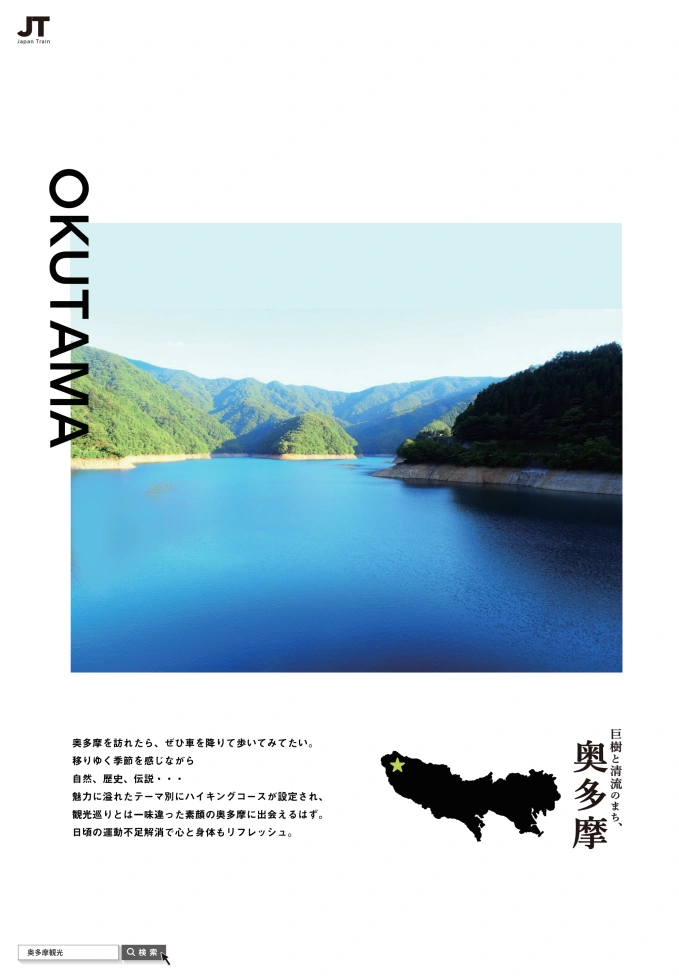 JT
Japan Train
OKUTAMA
奥多摩を訪れたら、ぜひ車を降りて歩いてみてたい。
移りゆく季節を感じながら
自然、歴史、伝説・・・
魅力に溢れたテーマ別にハイキングコースが設定され、
観光巡りとは一味違った素顔の奥多摩に出会えるはず。
日頃の運動不足解消で心と身体もリフレッシュ。
巨樹と清流のまち、
奥多摩
奥多摩観光
検索